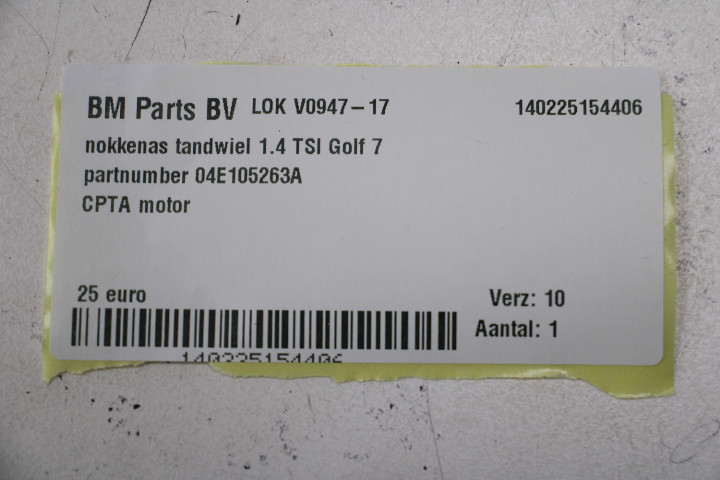 BM Parts BV LOK V0947-17 140225154406
nokkenas tandwiel 1.4 TSI Golf 7
partnumber 04E105263A
CPTA motor
25 euro Verz: 10
Aantal: 1
140225154406